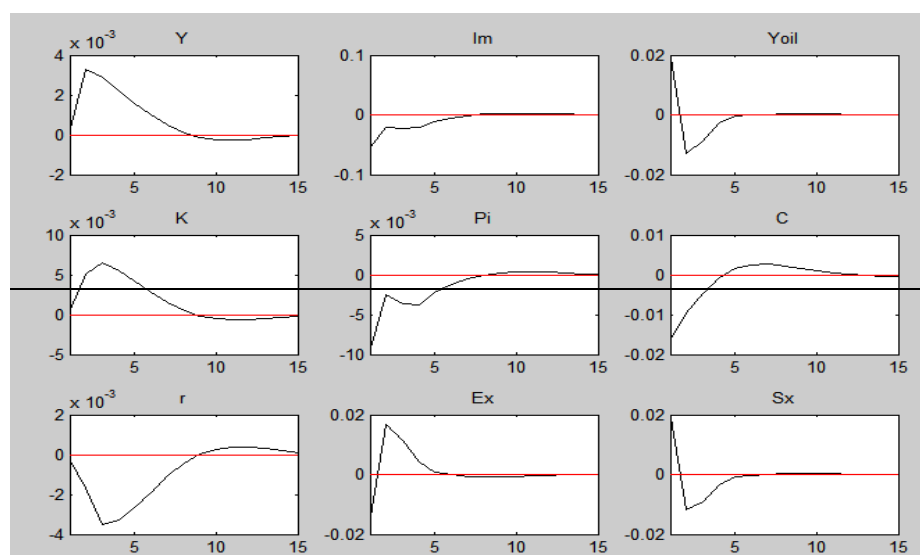 Y Im Yoil
x 10^-3
4 0.1 0.02
2
0 0 0
-2 -0.1 -0.02
5 10 15 5 10 15 5 10 15
K Pi C
x 10^-3 x 10^-3
10 5 0.01
5 0 0
0 -5 -0.01
-5 -10 -0.02
5 10 15 5 10 15 5 10 15
r Ex Sx
x 10^-3
2 0.02 0.02
0 0 0
-2
-4 -0.02 -0.02
5 10 15 5 10 15 5 10 15